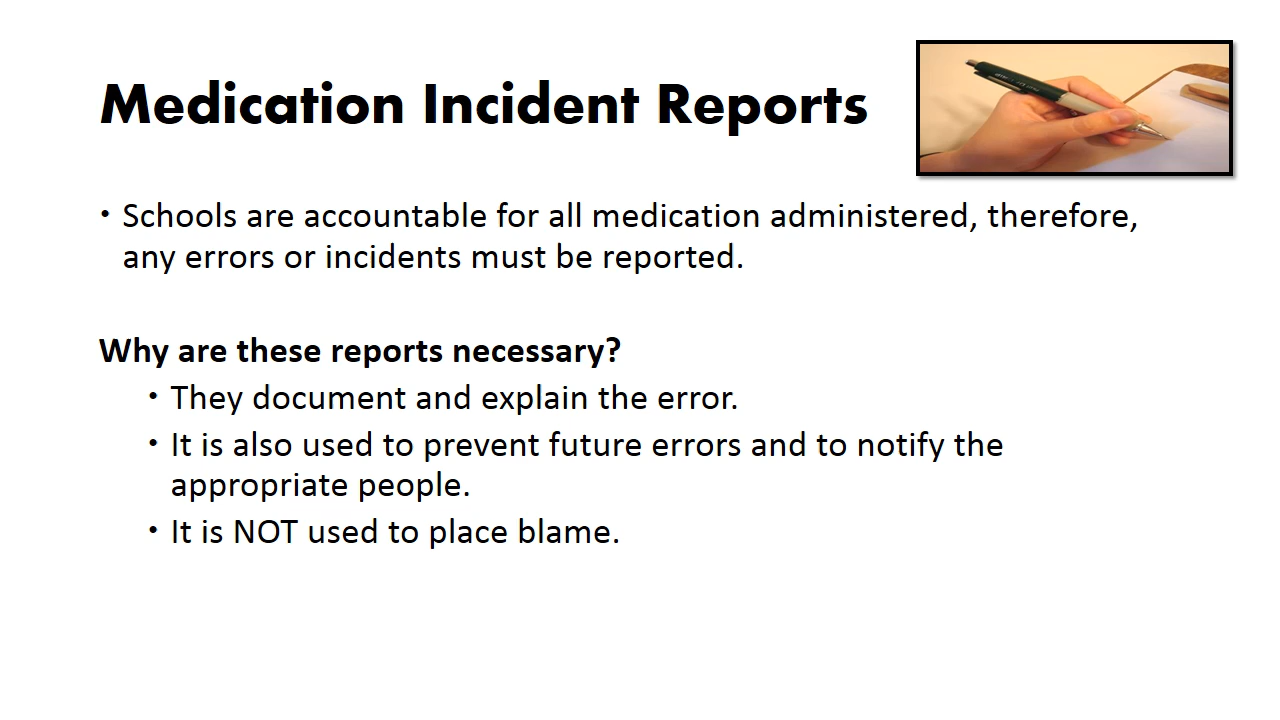 Medication Incident Reports
• Schools are accountable for all medication administered, therefore,
any errors or incidents must be reported.
Why are these reports necessary?
• They document and explain the error.
• It is also used to prevent future errors and to notify the
appropriate people.
• It is NOT used to place blame.